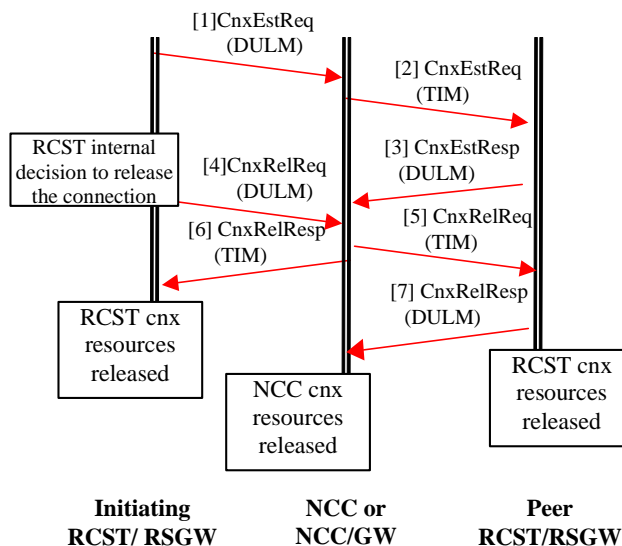 [1]CnxEstReq
(DULM)
[2] CnxEstReq
(TIM)
RCST internal
decision to release
the connection
[3] CnxEstResp
(DULM)
[4]CnxRelReq
(DULM)
[6] CnxRelResp
(TIM)
[5] CnxRelReq
(TIM)
[7] CnxRelResp
(DULM)
RCST cnx
resources
released
NCC cnx
resources
released
RCST cnx
resources
released
Initiating
RCST/ RSGW
NCC or
NCC/GW
Peer
RCST/RSGW